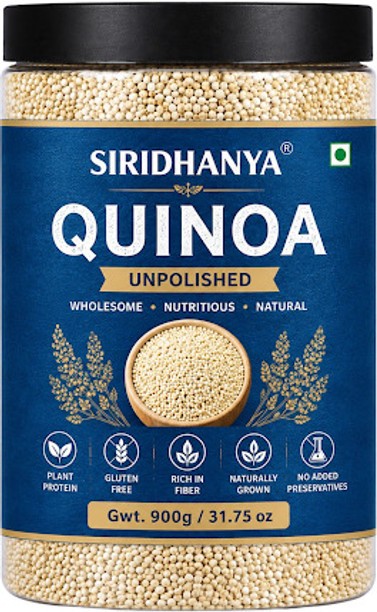 SIRIDHANYA®
QUINOA
UNPOLISHED
WHOLESOME • NUTRITIOUS • NATURAL
PLANT PROTEIN
GLUTEN FREE
RICH IN FIBER
NATURALLY GROWN
NO ADDED PRESERVATIVES
Gwt. 900g / 31.75 oz